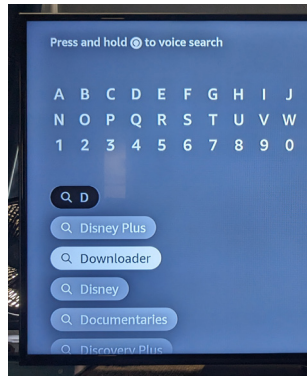 Press and hold to voice search
A B C D E F G H I J
N O P Q R S T U V W
1 2 3 4 5 6 7 8 9 0
D
Disney Plus
Downloader
Disney
Documentaries
Discovery Plus